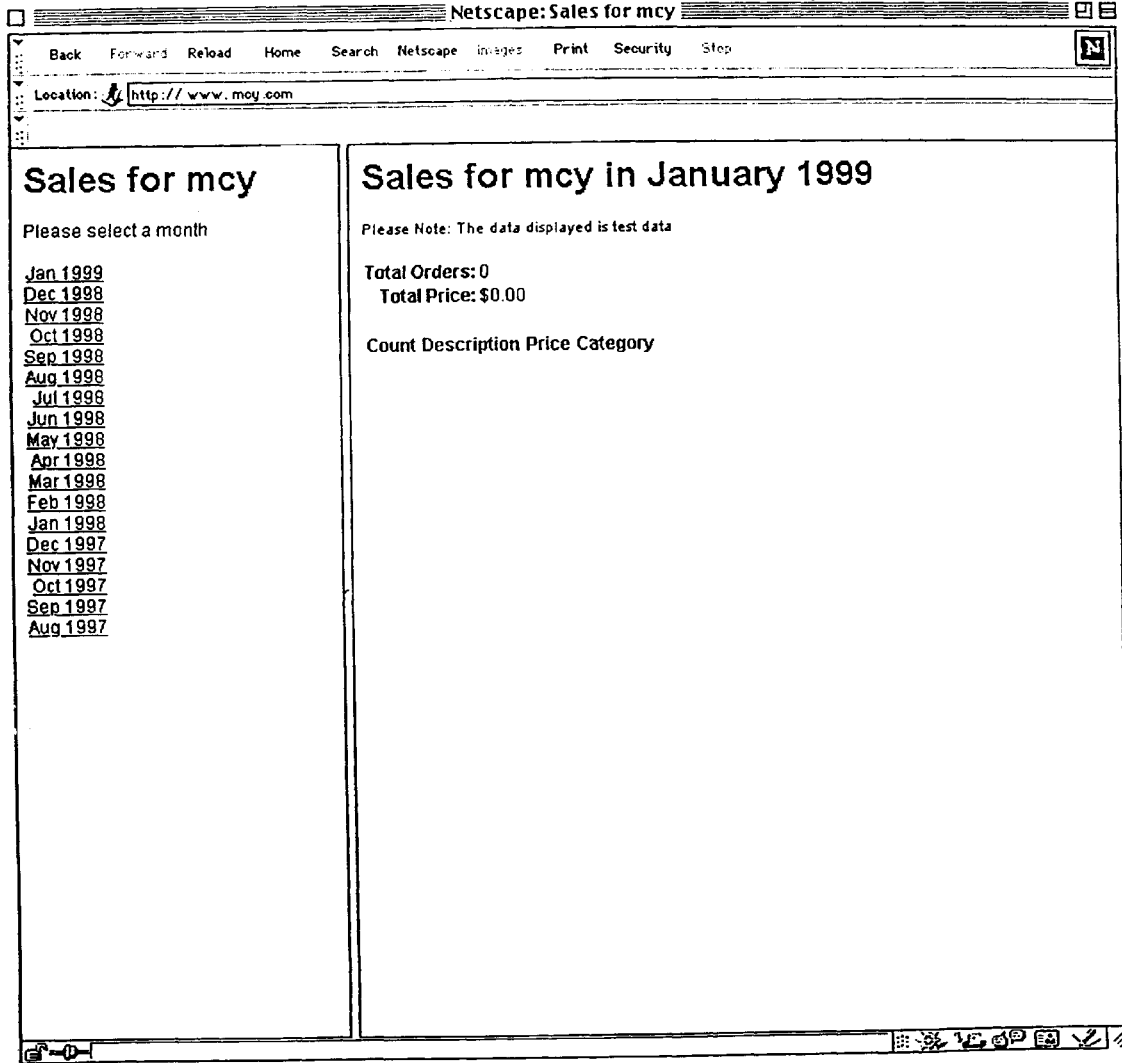 Netscape: Sales for mcy
Back Forward Reload Home Search Netscape Images Print Security Stop
N
Location: http://www.mcy.com
Sales for mcy
Please select a month
Jan 1999
Dec 1998
Nov 1998
Oct 1998
Sep 1998
Aug 1998
Jul 1998
Jun 1998
May 1998
Apr 1998
Mar 1998
Feb 1998
Jan 1998
Dec 1997
Nov 1997
Oct 1997
Sep 1997
Aug 1997
Sales for mcy in January 1999
Please Note: The data displayed is test data
Total Orders: 0
Total Price: $0.00
Count Description Price Category